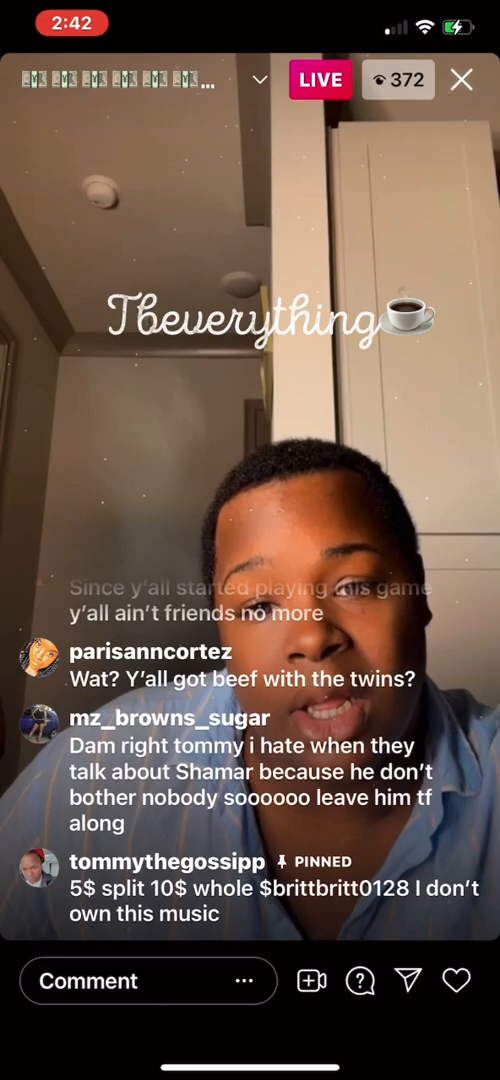 2:42
LIVE
372
Tbeverything
Since y'all started playing his game
y'all ain't friends no more
parisanncortez
Wat? Y'all got beef with the twins?
mz_browns_sugar
Dam right tommy i hate when they
talk about Shamar because he don't
bother nobody soooooo leave him tf
along
tommythegossipp PINNED
5$ split 10$ whole $brittbritt0128 I don't
own this music
Comment